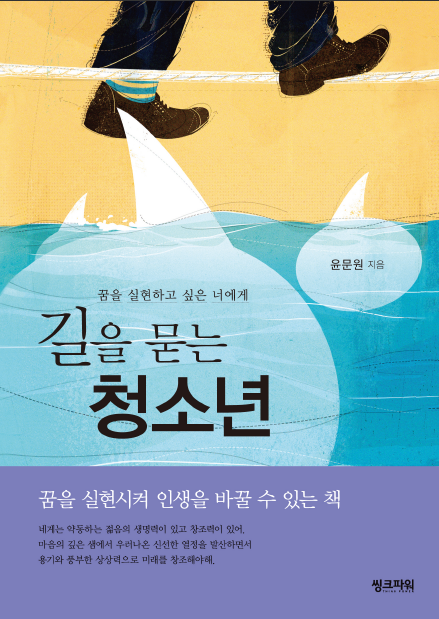 윤문원 지음
꿈을 실현하고 싶은 너에게
길을 묻는
청소년
꿈을 실현시켜 인생을 바꿀 수 있는 책
네게는 약동하는 젊음의 생명력이 있고 창조력이 있어.
마음의 깊은 샘에서 우러나온 신선한 열정을 발산하면서
용기와 풍부한 상상력으로 미래를 창조해야해.
씽크파워
THINK POWER